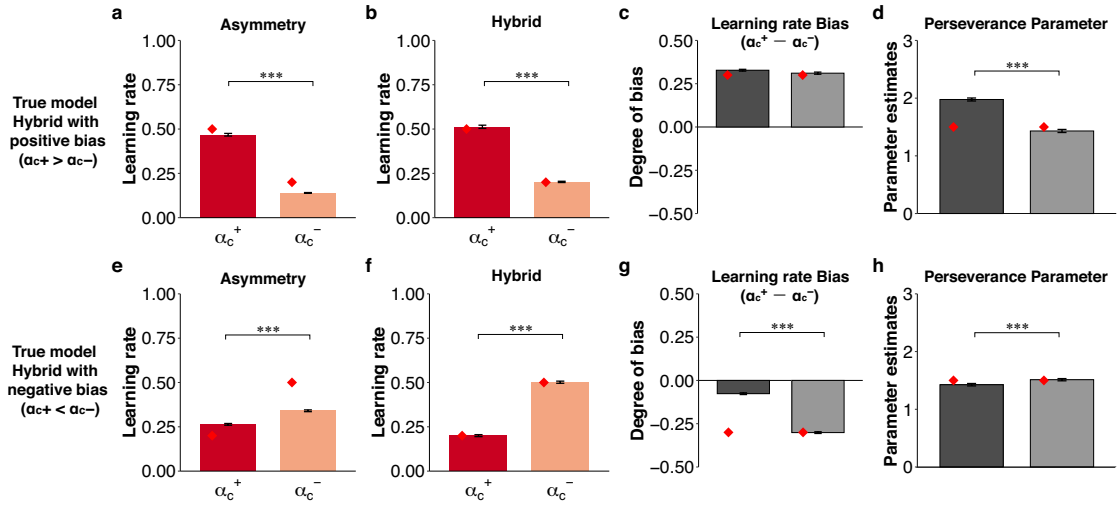 a
Asymmetry
Learning rate
1.00
0.75
0.50
0.25
0.00
***
αc+
αc−
b
Hybrid
Learning rate
1.00
0.75
0.50
0.25
0.00
***
αc+
αc−
c
Learning rate Bias
(αc+ − αc−)
Degree of bias
0.50
0.25
0.00
−0.25
−0.50
d
Perseverance Parameter
Parameter estimates
3
2
1
0
***
True model
Hybrid with
positive bias
(αc+ > αc−)
e
Asymmetry
Learning rate
1.00
0.75
0.50
0.25
0.00
***
αc+
αc−
f
Hybrid
Learning rate
1.00
0.75
0.50
0.25
0.00
***
αc+
αc−
g
Learning rate Bias
(αc+ − αc−)
Degree of bias
0.50
0.25
0.00
−0.25
−0.50
***
h
Perseverance Parameter
Parameter estimates
3
2
1
0
***
True model
Hybrid with
negative bias
(αc+ < αc−)